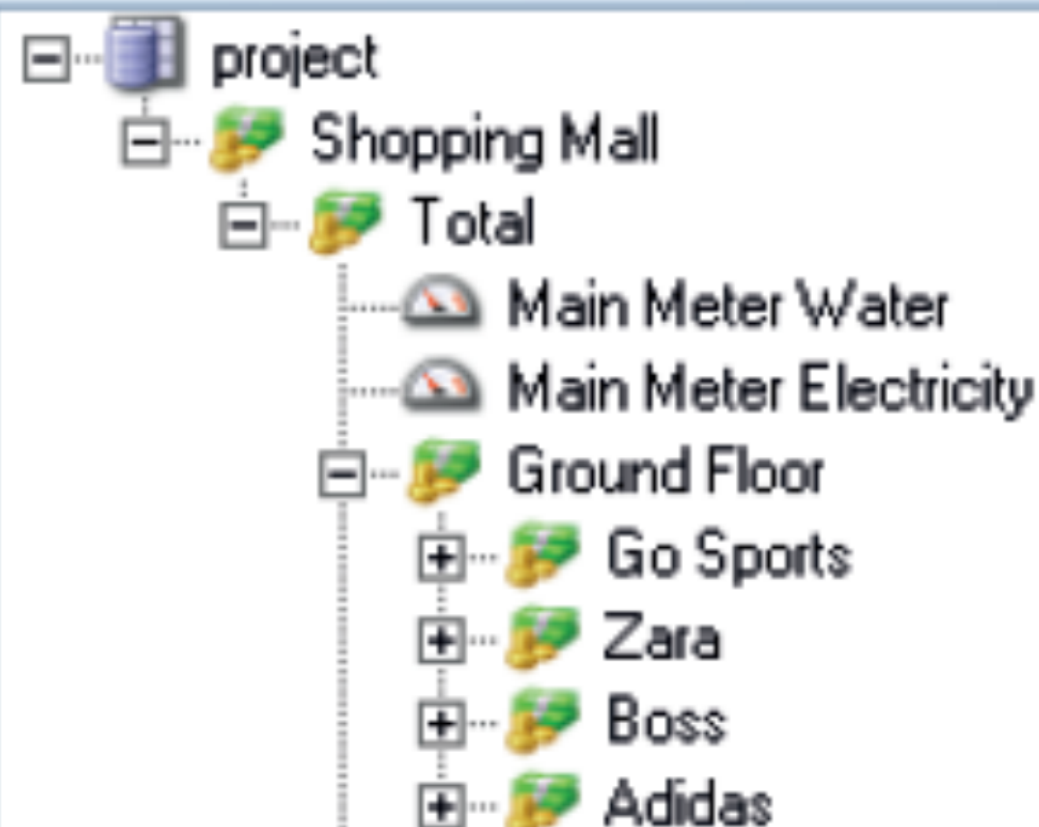 project
Shopping Mall
Total
Main Meter Water
Main Meter Electricity
Ground Floor
Go Sports
Zara
Boss
Adidas